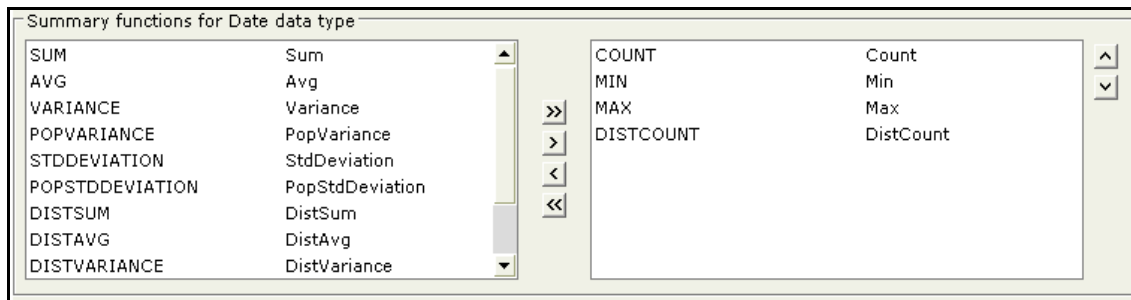 Summary functions for Date data type
SUM Sum
AVG Avg
VARIANCE Variance
POPVARIANCE PopVariance
STDDEVIATION StdDeviation
POPSTDDEVIATION PopStdDeviation
DISTSUM DistSum
DISTAVG DistAvg
DISTVARIANCE DistVariance
>>
>
<
<<
COUNT Count
MIN Min
MAX Max
DISTCOUNT DistCount